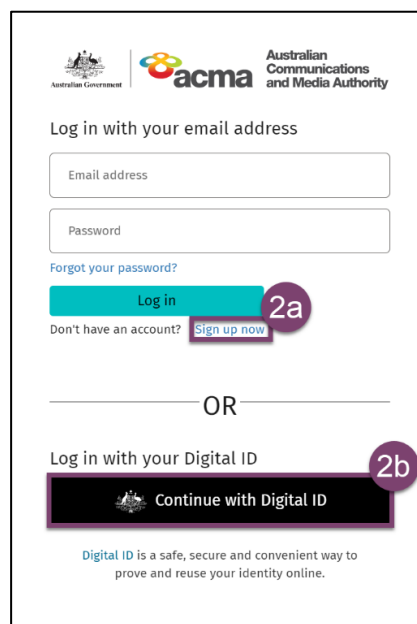 Australian Government
acma
Australian
Communications
and Media Authority
Log in with your email address
Email address
Password
Forgot your password?
Log in
2a
Don't have an account? Sign up now
OR
Log in with your Digital ID
2b
Continue with Digital ID
Digital ID is a safe, secure and convenient way to
prove and reuse your identity online.